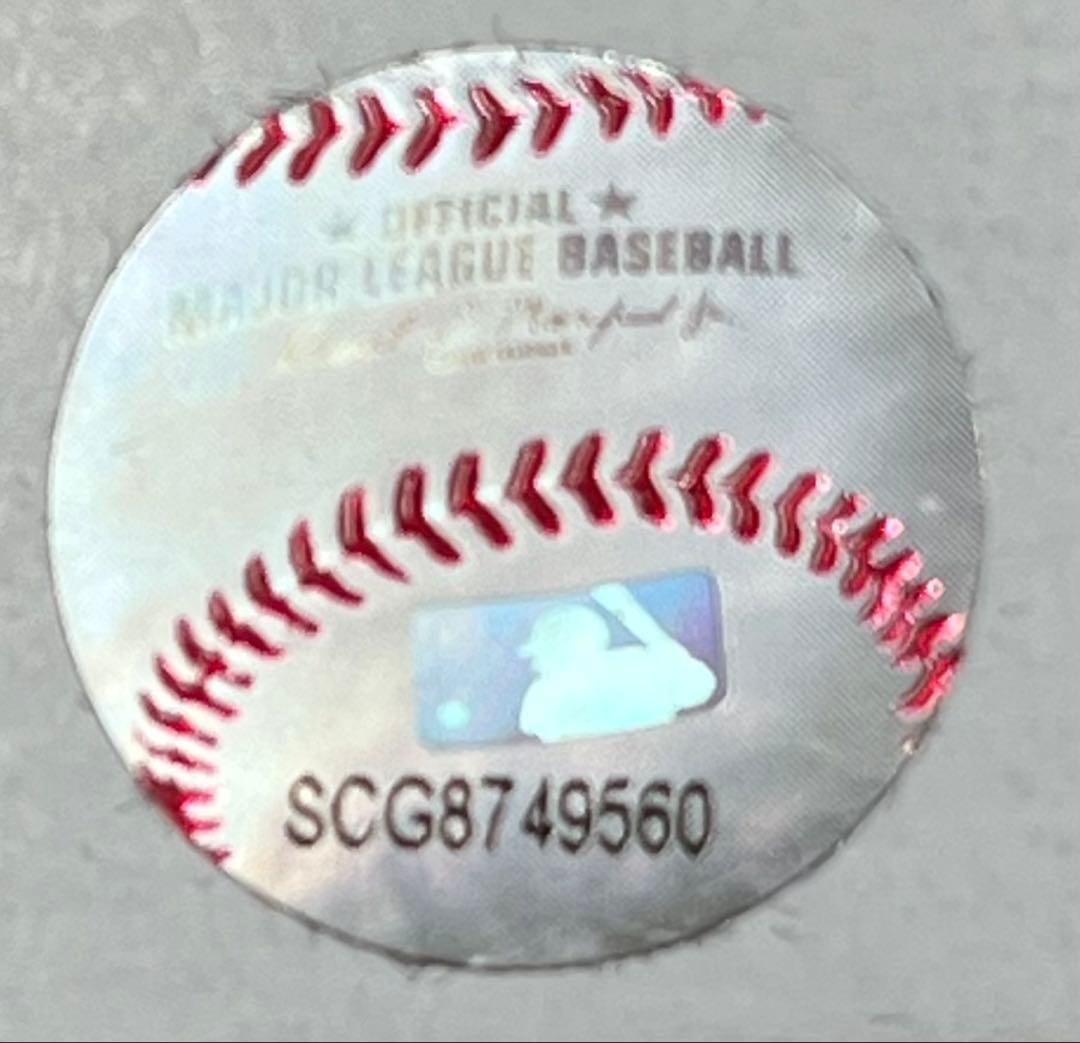 ★ OFFICIAL ★
MAJOR LEAGUE BASEBALL
SCG8749560